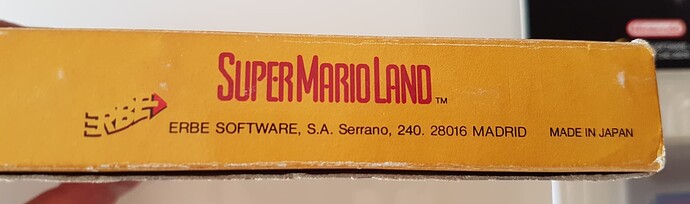 SUPER MARIO LAND™
ERBE
ERBE SOFTWARE, S.A. Serrano, 240. 28016 MADRID MADE IN JAPAN